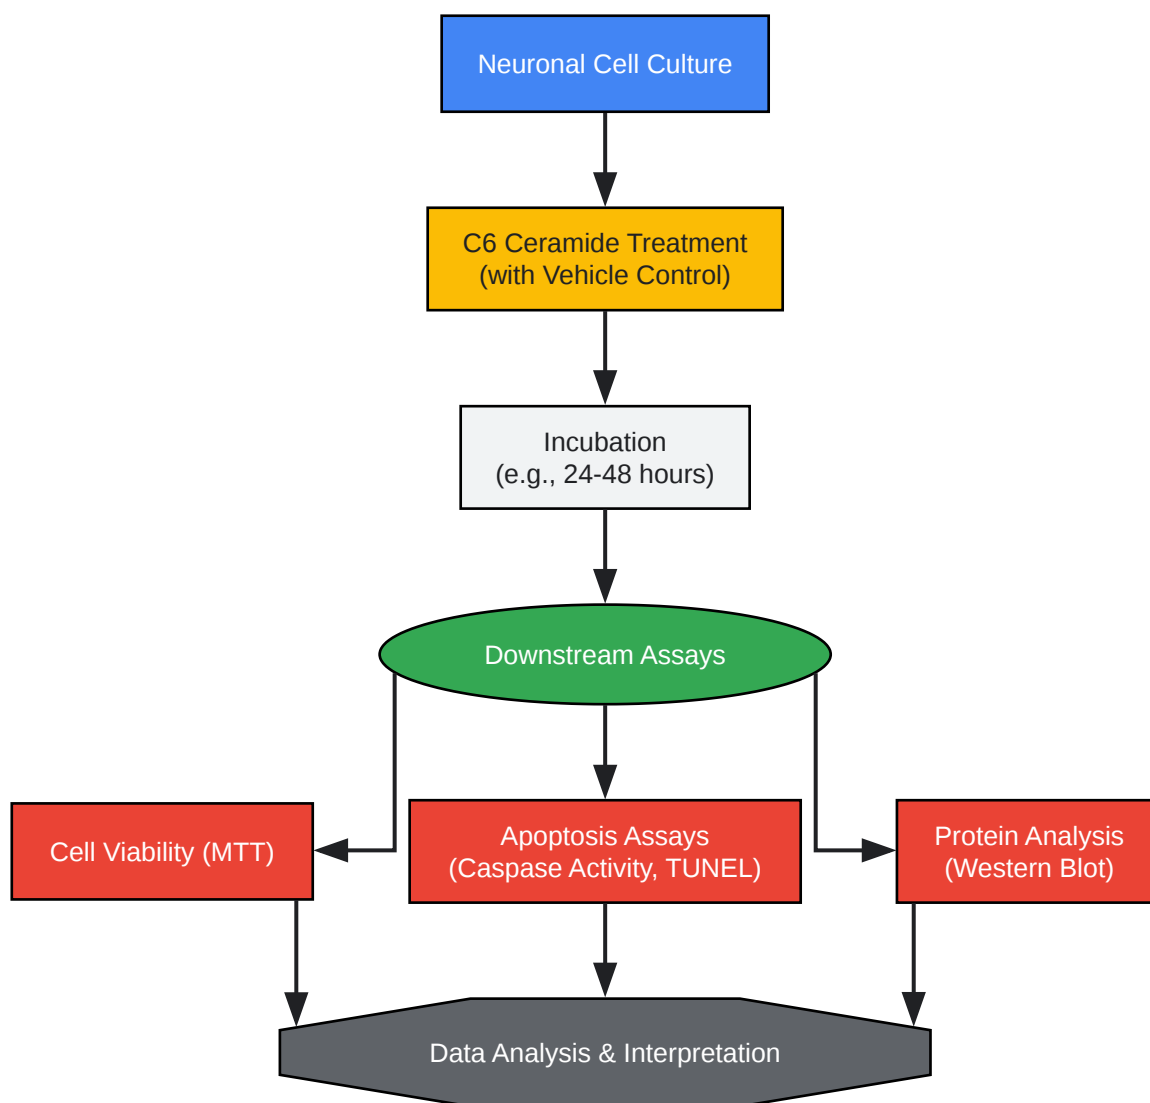 Neuronal Cell Culture
C6 Ceramide Treatment
(with Vehicle Control)
Incubation
(e.g., 24-48 hours)
Downstream Assays
Cell Viability (MTT)
Apoptosis Assays
(Caspase Activity, TUNEL)
Protein Analysis
(Western Blot)
Data Analysis & Interpretation